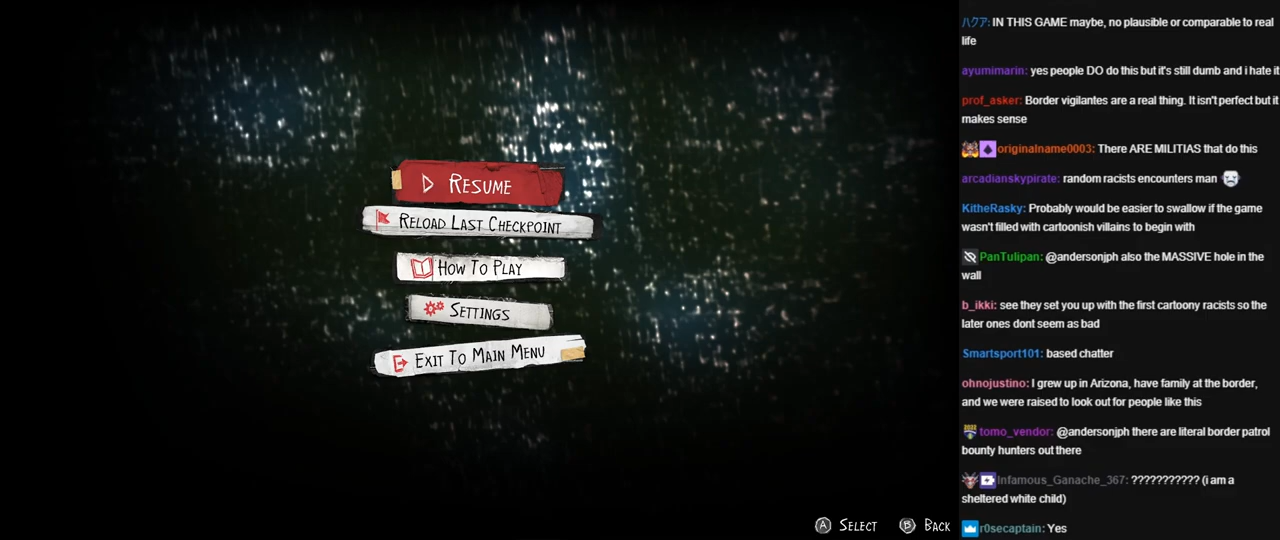 RESUME
RELOAD LAST CHECKPOINT
HOW TO PLAY
SETTINGS
EXIT TO MAIN MENU
A SELECT B BACK
ハクア: IN THIS GAME maybe, no plausible or comparable to real
life
ayumimarin: yes people DO do this but it's still dumb and i hate it
prof_asker: Border vigilantes are a real thing. It isn't perfect but it
makes sense
originalname0003: There ARE MILITIAS that do this
arcadianskypirate: random racists encounters man
KitheRasky: Probably would be easier to swallow if the game
wasn't filled with cartoonish villains to begin with
PanTulipan: @andersonjph also the MASSIVE hole in the
wall
b_ikki: see they set you up with the first cartoony racists so the
later ones dont seem as bad
Smartsport101: based chatter
ohnojustino: I grew up in Arizona, have family at the border,
and we were raised to look out for people like this
tomo_vendor: @andersonjph there are literal border patrol
bounty hunters out there
Infamous_Ganache_367: ??????????? (i am a
sheltered white child)
r0secaptain: Yes